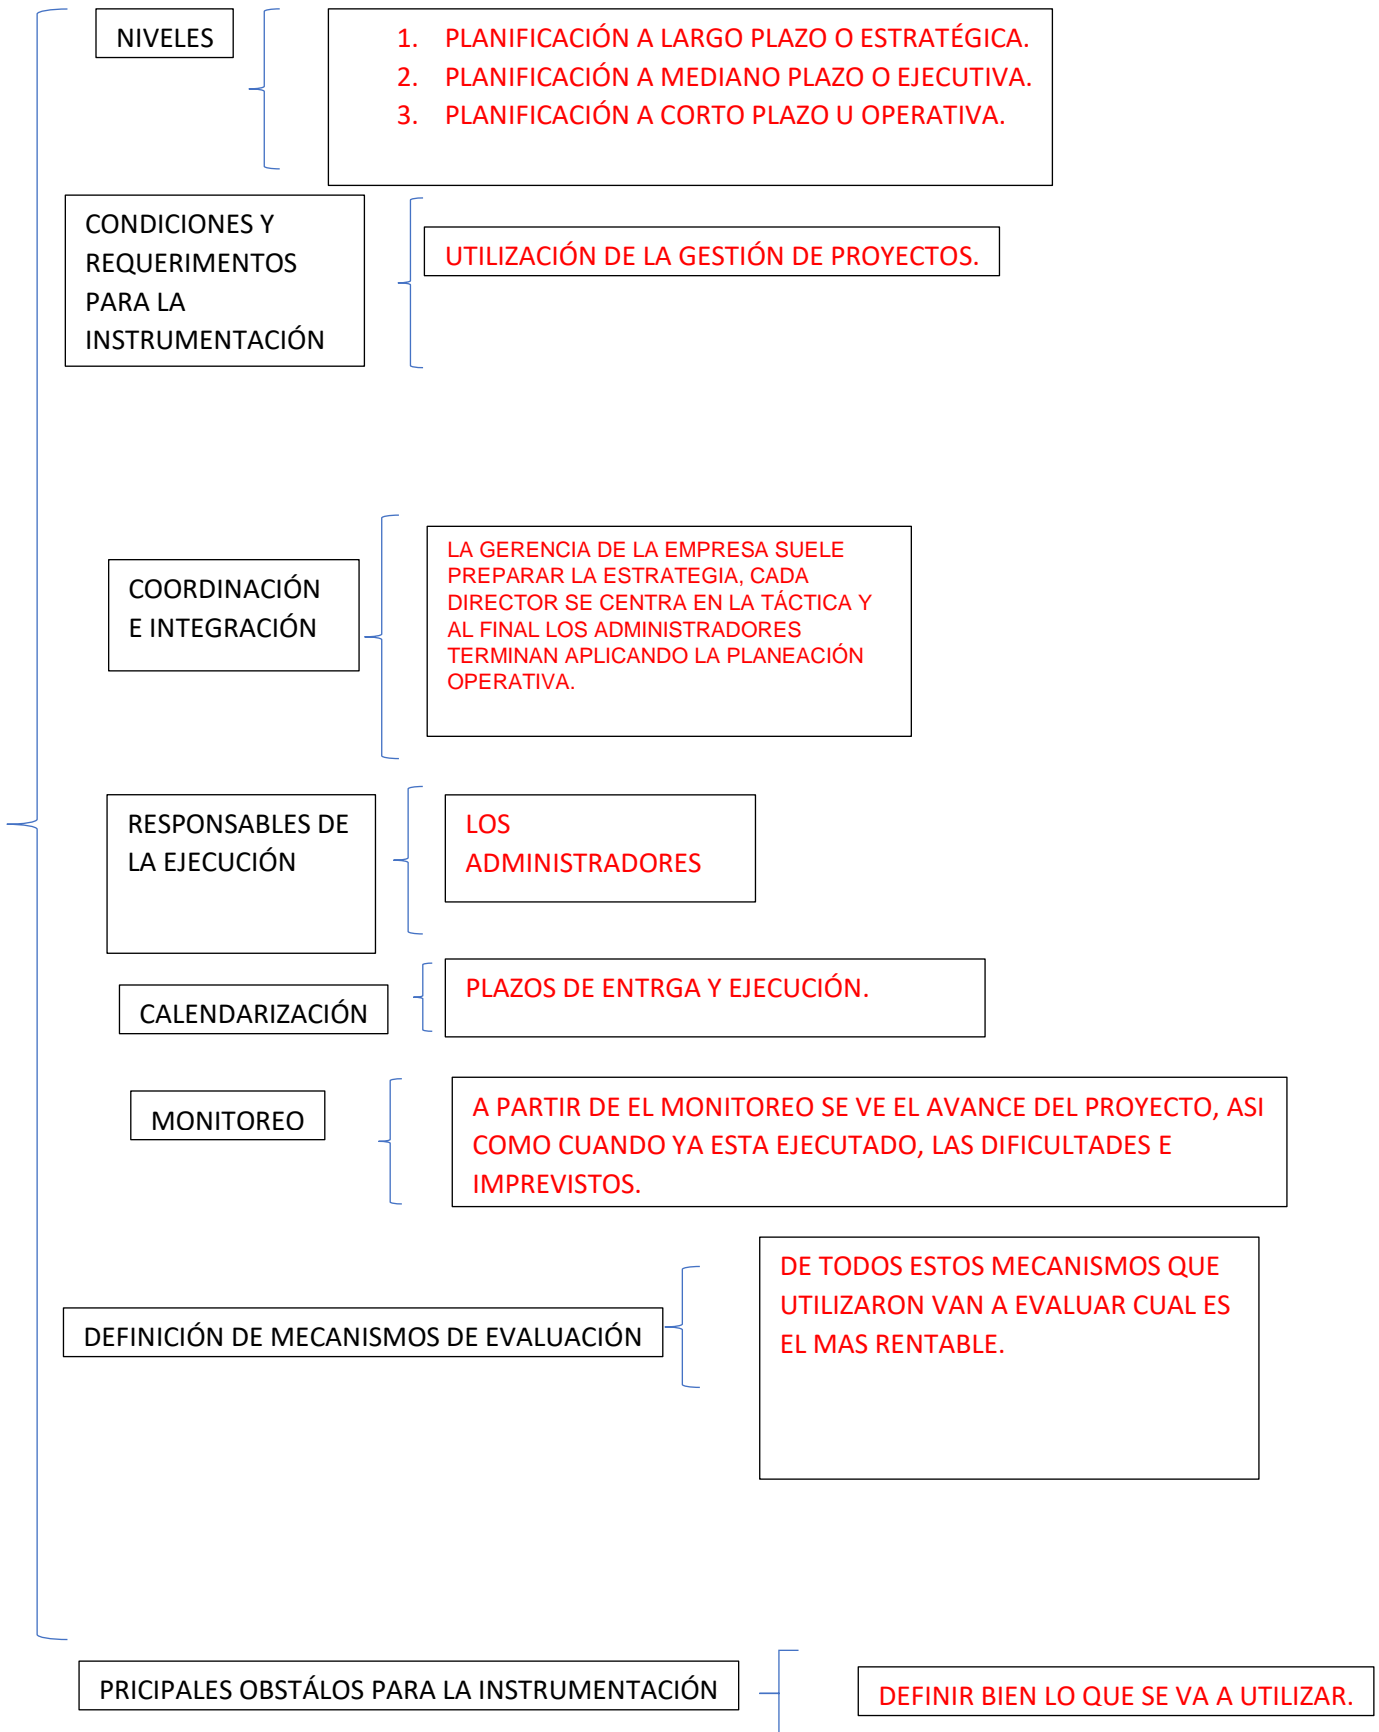 NIVELES
1. PLANIFICACIÓN A LARGO PLAZO O ESTRATÉGICA.
2. PLANIFICACIÓN A MEDIANO PLAZO O EJECUTIVA.
3. PLANIFICACIÓN A CORTO PLAZO U OPERATIVA.
CONDICIONES Y
REQUERIMENTOS
PARA LA
INSTRUMENTACIÓN
UTILIZACIÓN DE LA GESTIÓN DE PROYECTOS.
COORDINACIÓN
E INTEGRACIÓN
LA GERENCIA DE LA EMPRESA SUELE
PREPARAR LA ESTRATEGIA, CADA
DIRECTOR SE CENTRA EN LA TÁCTICA Y
AL FINAL LOS ADMINISTRADORES
TERMINAN APLICANDO LA PLANEACIÓN
OPERATIVA.
RESPONSABLES DE
LA EJECUCIÓN
LOS
ADMINISTRADORES
CALENDARIZACIÓN
PLAZOS DE ENTRGA Y EJECUCIÓN.
MONITOREO
A PARTIR DE EL MONITOREO SE VE EL AVANCE DEL PROYECTO, ASI
COMO CUANDO YA ESTA EJECUTADO, LAS DIFICULTADES E
IMPREVISTOS.
DEFINICIÓN DE MECANISMOS DE EVALUACIÓN
DE TODOS ESTOS MECANISMOS QUE
UTILIZARON VAN A EVALUAR CUAL ES
EL MAS RENTABLE.
PRICIPALES OBSTÁLOS PARA LA INSTRUMENTACIÓN
DEFINIR BIEN LO QUE SE VA A UTILIZAR.